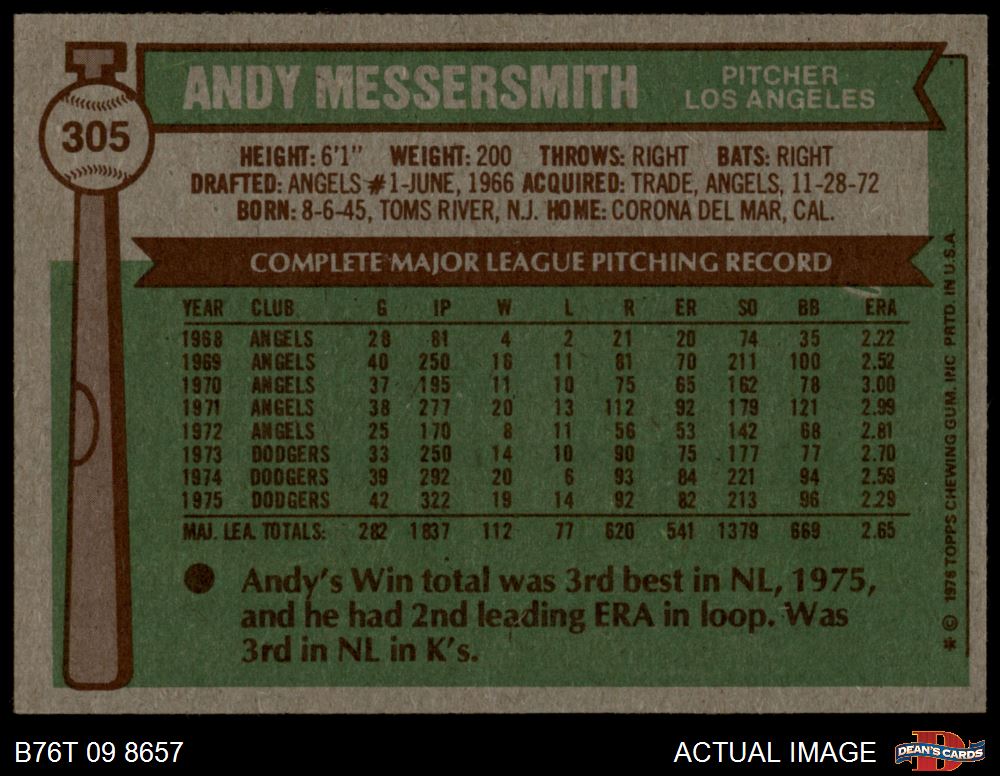 ANDY MESSERSMITH
PITCHER
LOS ANGELES
305
HEIGHT: 6'1" WEIGHT: 200 THROWS: RIGHT BATS: RIGHT
DRAFTED: ANGELS #1-JUNE, 1966 ACQUIRED: TRADE, ANGELS, 11-28-72
BORN: 8-6-45, TOMS RIVER, N.J. HOME: CORONA DEL MAR, CAL.
COMPLETE MAJOR LEAGUE PITCHING RECORD
YEAR CLUB G IP W L R ER SO BB ERA
1968 ANGELS 28 81 4 2 21 20 74 35 2.22
1969 ANGELS 40 250 16 11 81 70 211 100 2.52
1970 ANGELS 37 195 11 10 75 65 162 78 3.00
1971 ANGELS 38 277 20 13 112 92 179 121 2.99
1972 ANGELS 25 170 8 11 56 53 142 68 2.81
1973 DODGERS 33 250 14 10 90 75 177 77 2.70
1974 DODGERS 39 292 20 6 93 84 221 94 2.59
1975 DODGERS 42 322 19 14 92 82 213 96 2.29
MAJ. LEA. TOTALS: 282 1837 112 77 620 541 1379 669 2.65
Andy's Win total was 3rd best in NL, 1975,
and he had 2nd leading ERA in loop. Was
3rd in NL in K's.
* © 1976 TOPPS CHEWING GUM, INC PRTD. IN U.S.A.
B76T 09 8657
ACTUAL IMAGE
DEAN'S CARDS